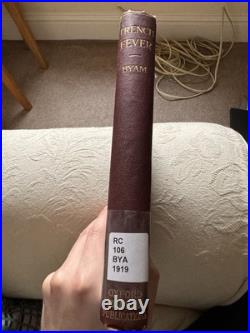 TRENCH
FEVER
BYAM
RC
106
BYA
1919
OXFORD
PUBLICATIONS